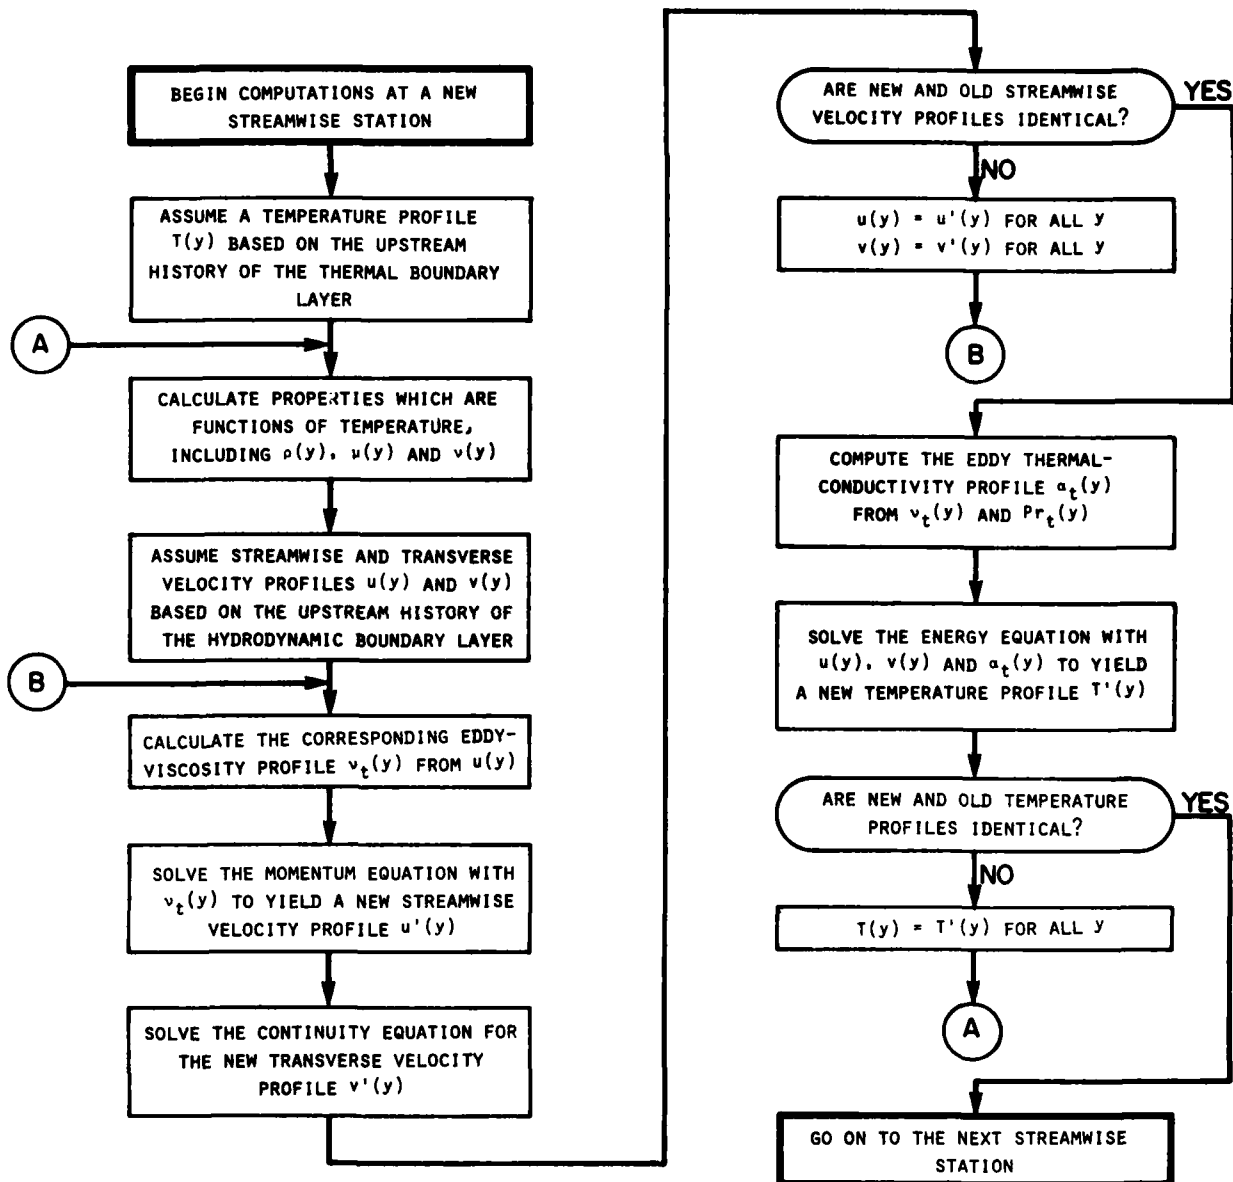 BEGIN COMPUTATIONS AT A NEW
STREAMWISE STATION
ASSUME A TEMPERATURE PROFILE
T(y) BASED ON THE UPSTREAM
HISTORY OF THE THERMAL BOUNDARY
LAYER
A
CALCULATE PROPERTIES WHICH ARE
FUNCTIONS OF TEMPERATURE,
INCLUDING ρ(y), μ(y) AND ν(y)
ASSUME STREAMWISE AND TRANSVERSE
VELOCITY PROFILES u(y) AND v(y)
BASED ON THE UPSTREAM HISTORY OF
THE HYDRODYNAMIC BOUNDARY LAYER
B
CALCULATE THE CORRESPONDING EDDY-
VISCOSITY PROFILE ν_t(y) FROM u(y)
SOLVE THE MOMENTUM EQUATION WITH
ν_t(y) TO YIELD A NEW STREAMWISE
VELOCITY PROFILE u'(y)
SOLVE THE CONTINUITY EQUATION FOR
THE NEW TRANSVERSE VELOCITY
PROFILE v'(y)
ARE NEW AND OLD STREAMWISE
VELOCITY PROFILES IDENTICAL?
YES
NO
u(y) = u'(y) FOR ALL y
v(y) = v'(y) FOR ALL y
B
COMPUTE THE EDDY THERMAL-
CONDUCTIVITY PROFILE α_t(y)
FROM ν_t(y) AND Pr_t(y)
SOLVE THE ENERGY EQUATION WITH
u(y), v(y) AND α_t(y) TO YIELD
A NEW TEMPERATURE PROFILE T'(y)
ARE NEW AND OLD TEMPERATURE
PROFILES IDENTICAL?
YES
NO
T(y) = T'(y) FOR ALL y
A
GO ON TO THE NEXT STREAMWISE
STATION